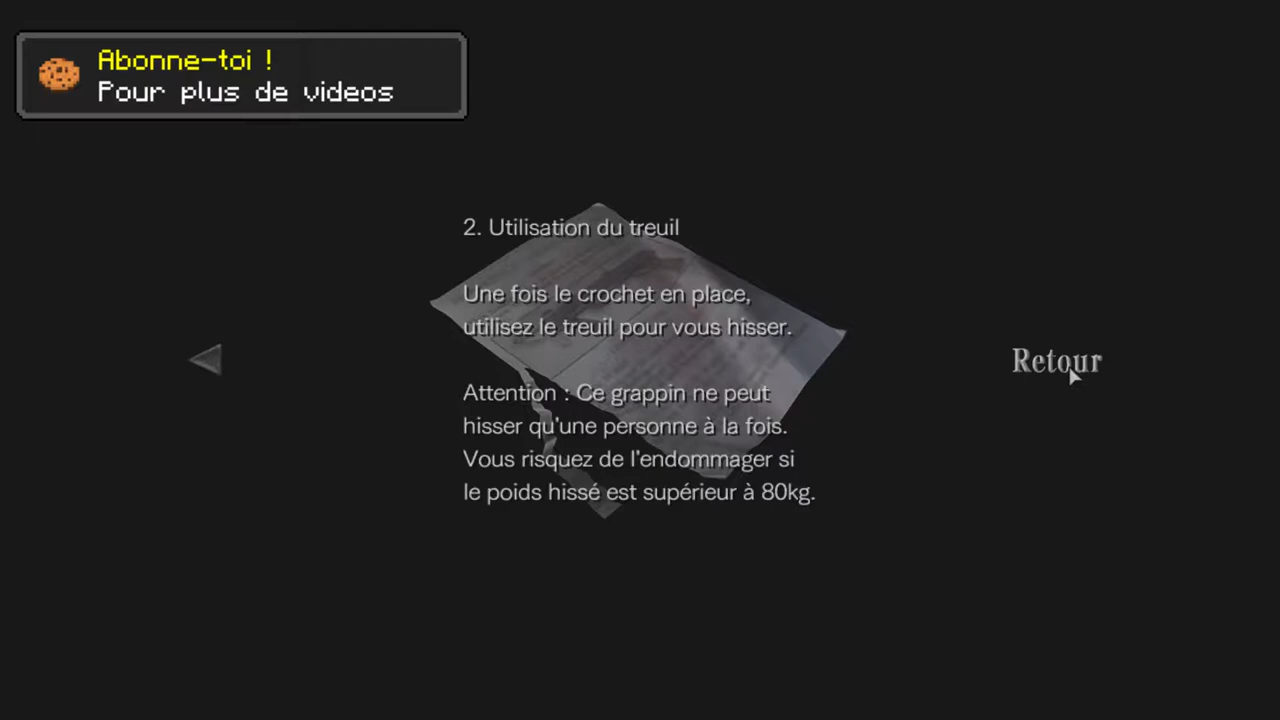 Abonne-toi !
Pour plus de videos
2. Utilisation du treuil
Une fois le crochet en place,
utilisez le treuil pour vous hisser.
Attention : Ce grappin ne peut
hisser qu'une personne à la fois.
Vous risquez de l'endommager si
le poids hissé est supérieur à 80kg.
Retour